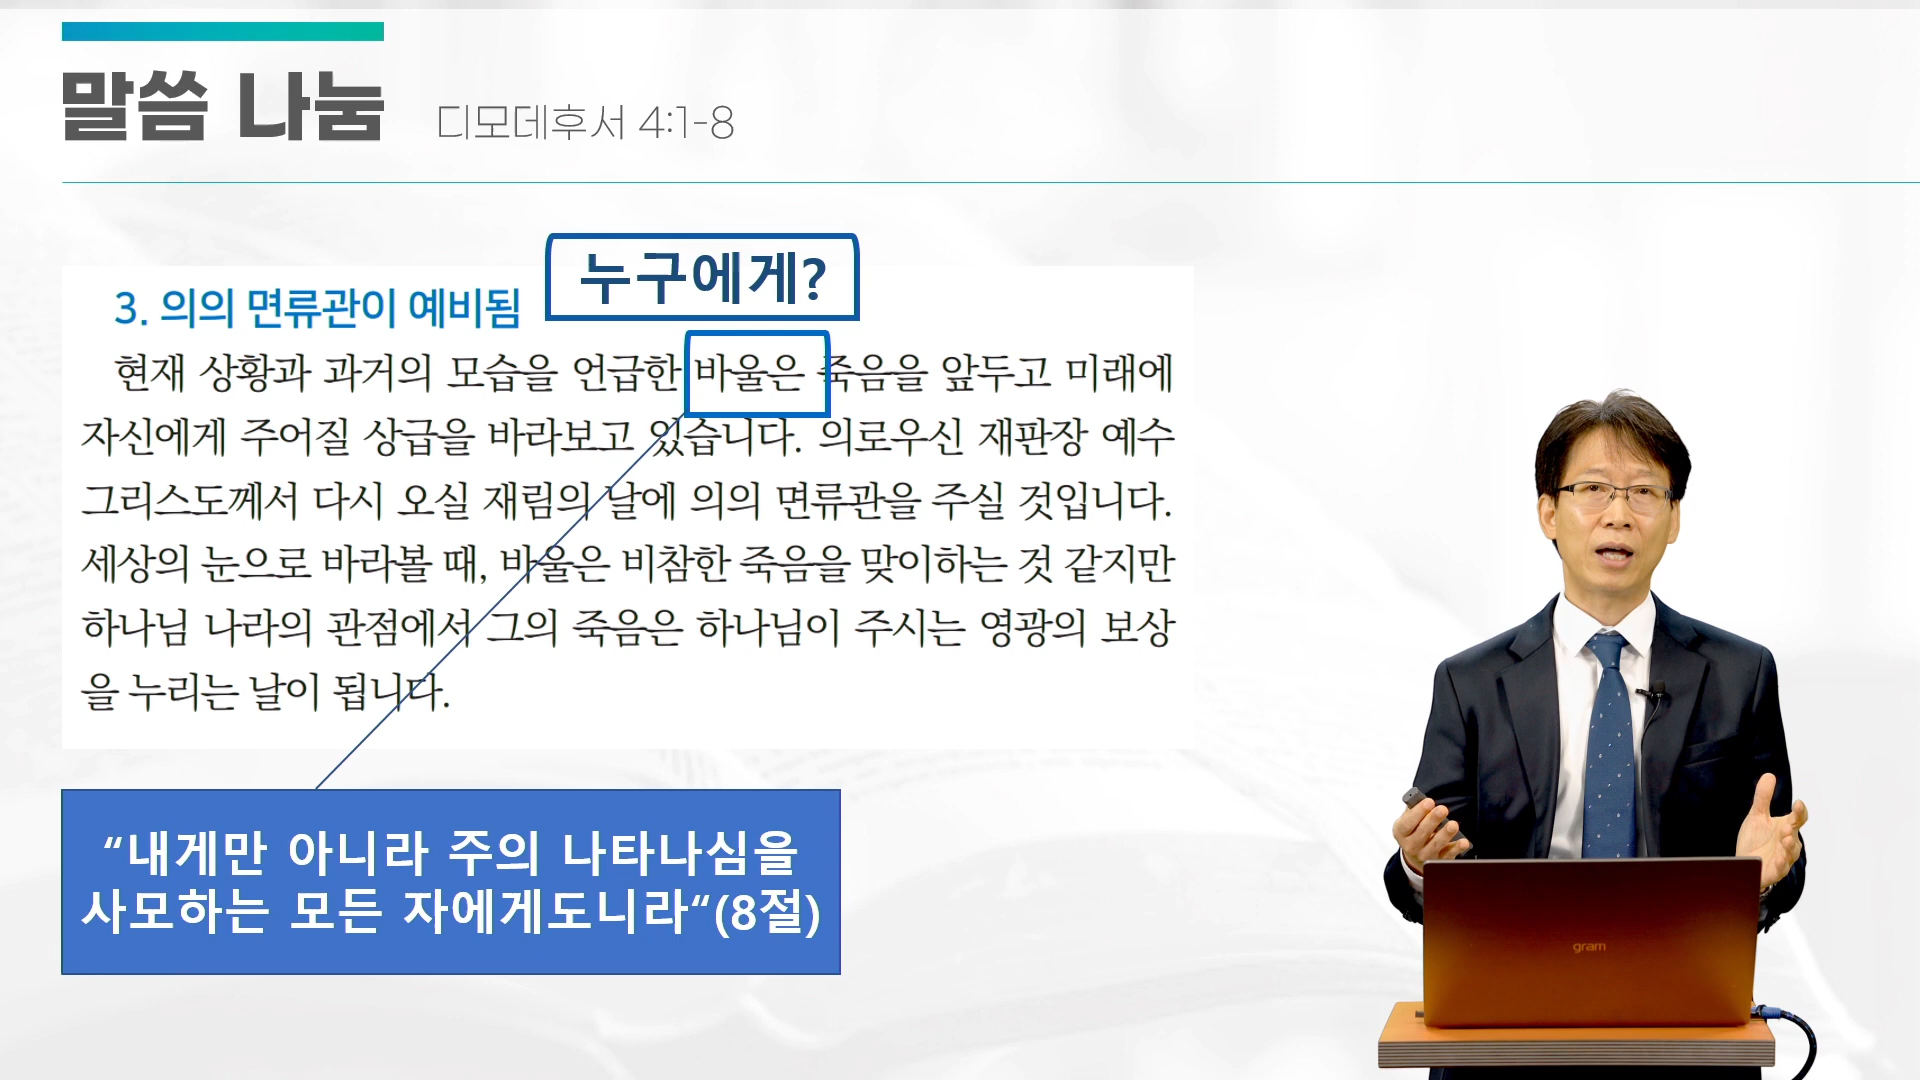 말씀 나눔 디모데후서 4:1-8
누구에게?
3. 의의 면류관이 예비됨
현재 상황과 과거의 모습을 언급한 바울은 죽음을 앞두고 미래에
자신에게 주어질 상급을 바라보고 있습니다. 의로우신 재판장 예수
그리스도께서 다시 오실 재림의 날에 의의 면류관을 주실 것입니다.
세상의 눈으로 바라볼 때, 바울은 비참한 죽음을 맞이하는 것 같지만
하나님 나라의 관점에서 그의 죽음은 하나님이 주시는 영광의 보상
을 누리는 날이 됩니다.
“내게만 아니라 주의 나타나심을
사모하는 모든 자에게도니라“(8절)
gram